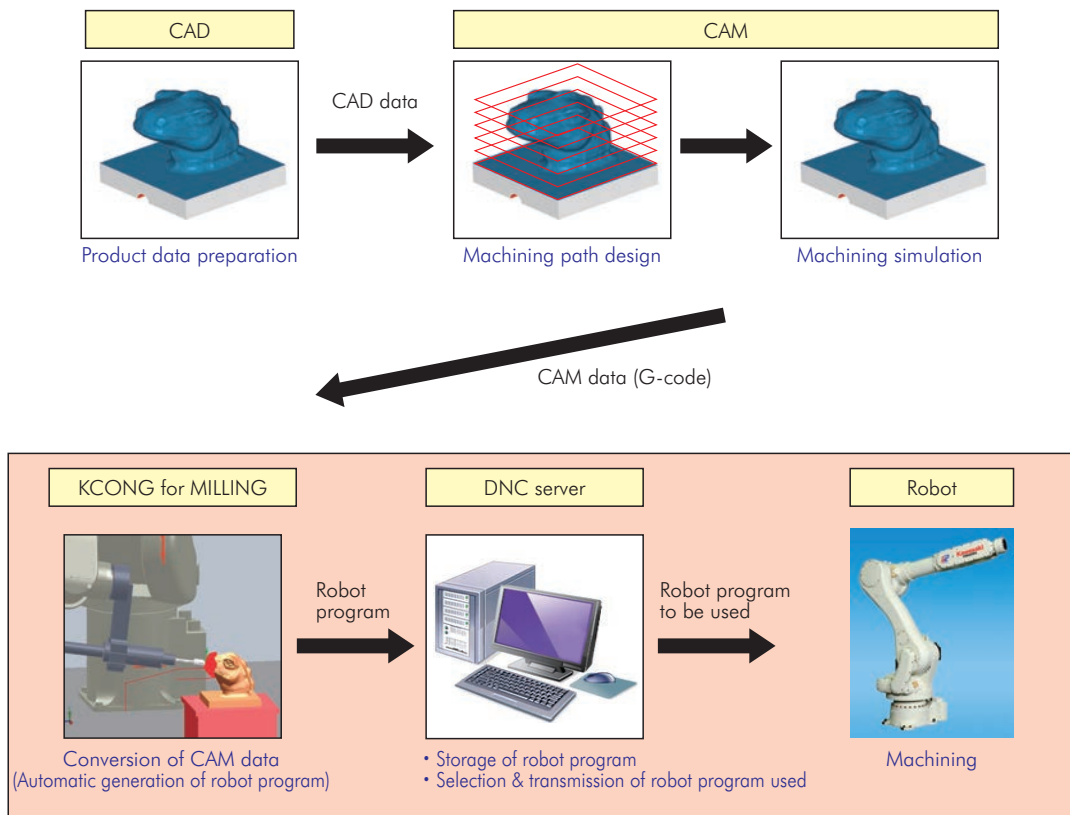 CAD
CAM
CAD data
Product data preparation
Machining path design
Machining simulation
CAM data (G-code)
KCONG for MILLING
DNC server
Robot
Robot
program
Robot program
to be used
Kawasaki
Conversion of CAM data
(Automatic generation of robot program)
・Storage of robot program
・Selection & transmission of robot program used
Machining